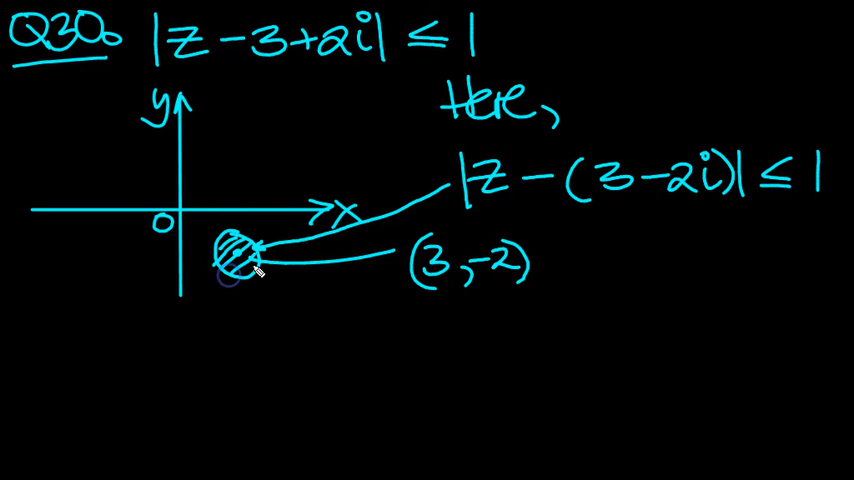 Q30. |z-3+2i| ≤ 1
y
Here,
|z-(3-2i)| ≤ 1
x
0
(3,-2)